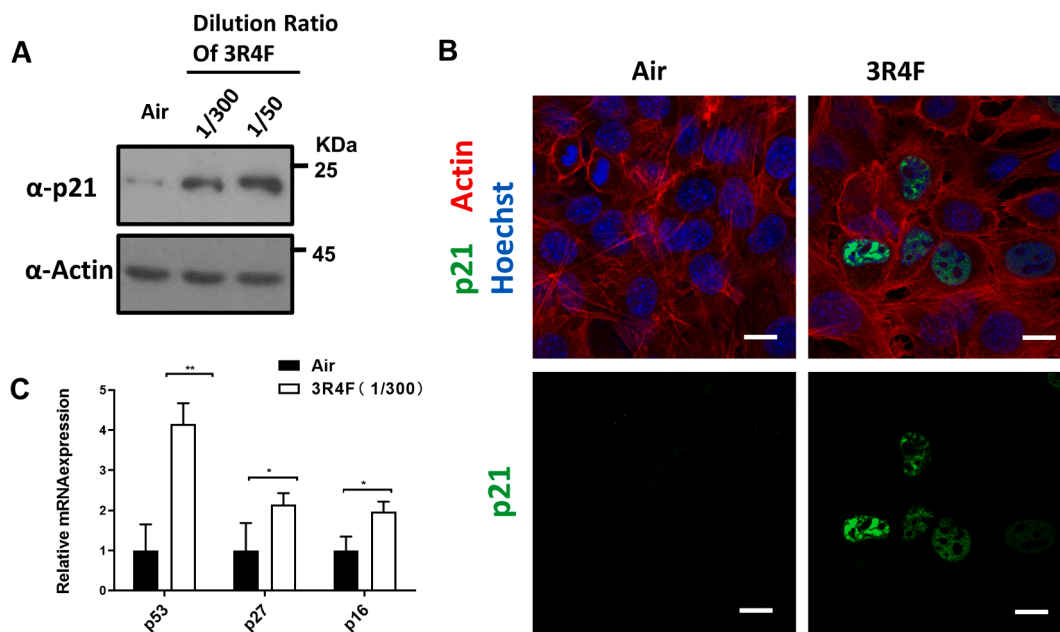 A
Dilution Ratio
Of 3R4F
Air
1/300
1/50
KDa
α-p21
25
α-Actin
45
B
Air
3R4F
p21 Actin
Hoechst
p21
C
Air
3R4F( 1/300)
Relative mRNAexpression
5
4
3
2
1
0
**
*
*
p53
p27
p16